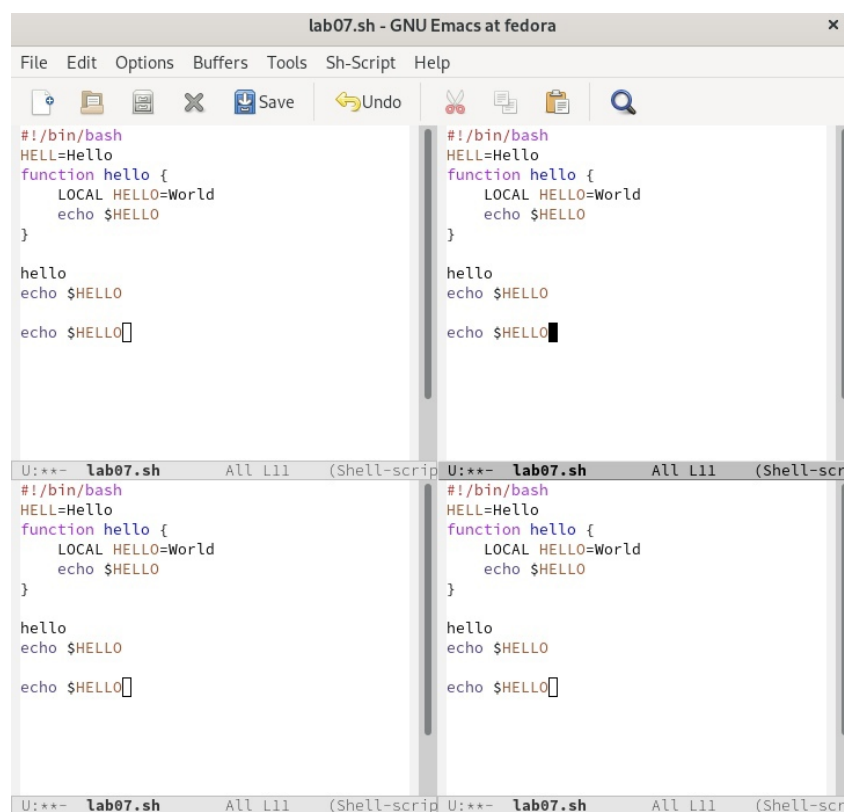 lab07.sh - GNU Emacs at fedora ×
File Edit Options Buffers Tools Sh-Script Help
Save Undo
#!/bin/bash
HELL=Hello
function hello {
    LOCAL HELLO=World
    echo $HELLO
}
hello
echo $HELLO
echo $HELLO
U:**- lab07.sh All L11 (Shell-scrip
#!/bin/bash
HELL=Hello
function hello {
    LOCAL HELLO=World
    echo $HELLO
}
hello
echo $HELLO
echo $HELLO
U:**- lab07.sh All L11 (Shell-scr
#!/bin/bash
HELL=Hello
function hello {
    LOCAL HELLO=World
    echo $HELLO
}
hello
echo $HELLO
echo $HELLO
U:**- lab07.sh All L11 (Shell-scrip
#!/bin/bash
HELL=Hello
function hello {
    LOCAL HELLO=World
    echo $HELLO
}
hello
echo $HELLO
echo $HELLO
U:**- lab07.sh All L11 (Shell-scr